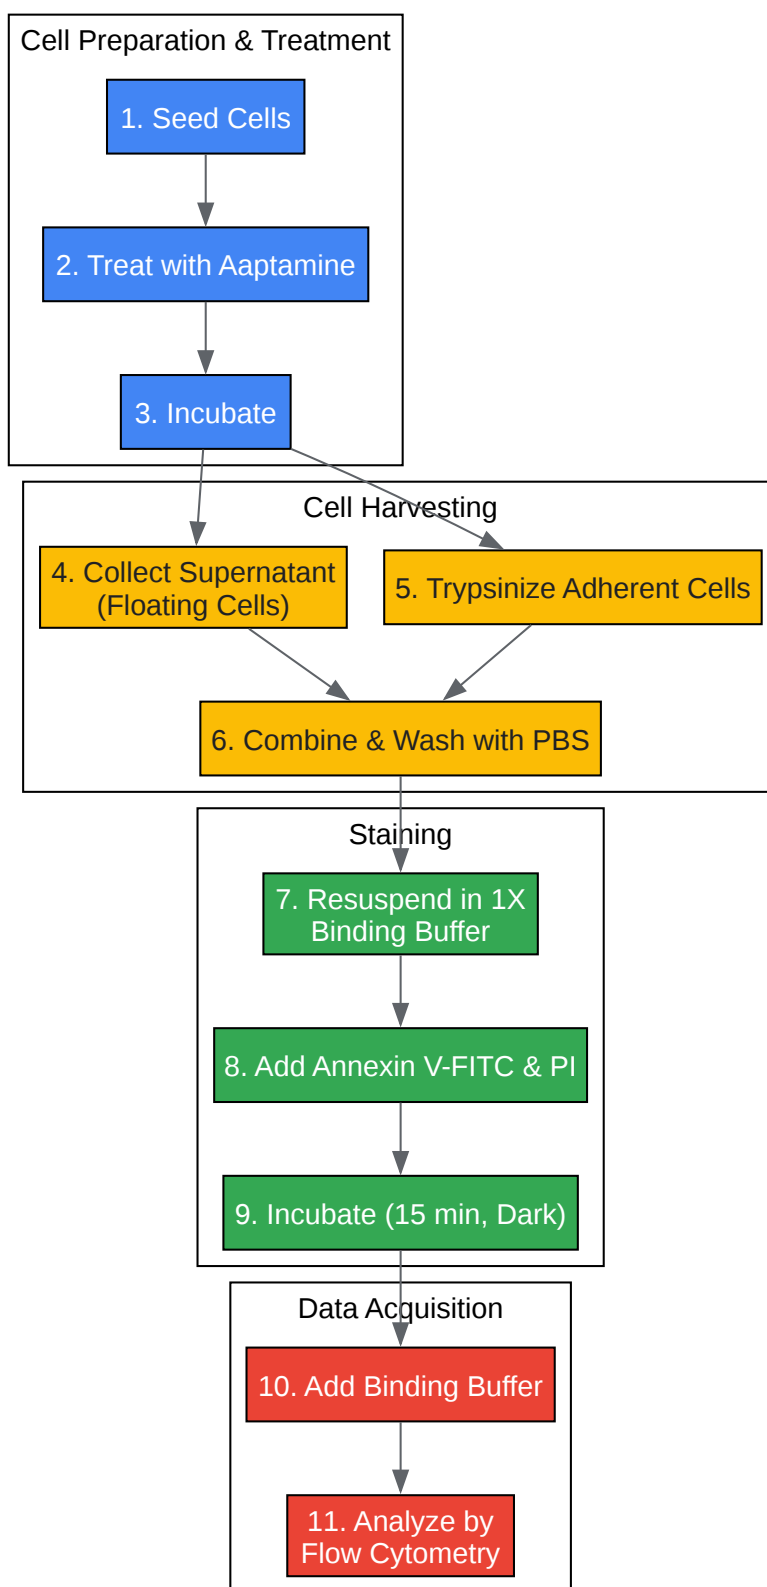 Cell Preparation & Treatment
1. Seed Cells
2. Treat with Aaptamine
3. Incubate
Cell Harvesting
4. Collect Supernatant
(Floating Cells)
5. Trypsinize Adherent Cells
6. Combine & Wash with PBS
Staining
7. Resuspend in 1X
Binding Buffer
8. Add Annexin V-FITC & PI
9. Incubate (15 min, Dark)
Data Acquisition
10. Add Binding Buffer
11. Analyze by
Flow Cytometry